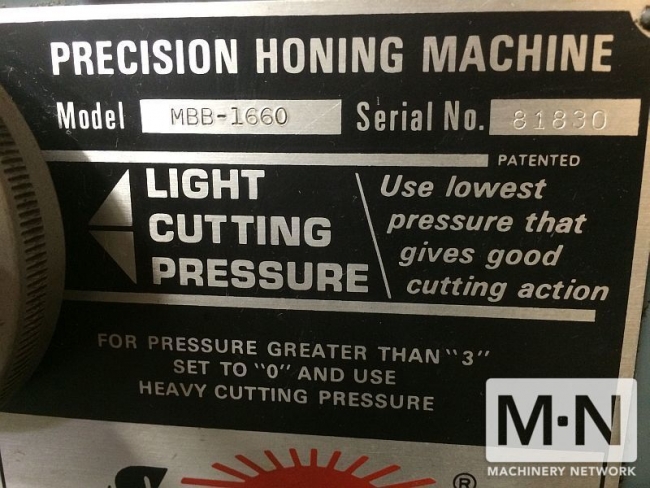 PRECISION HONING MACHINE
Model MBB-1660 Serial No. 81830
PATENTED
LIGHT
CUTTING
PRESSURE
Use lowest
pressure that
gives good
cutting action
FOR PRESSURE GREATER THAN "3"
SET TO "0" AND USE
HEAVY CUTTING PRESSURE
®
M·N
MACHINERY NETWORK